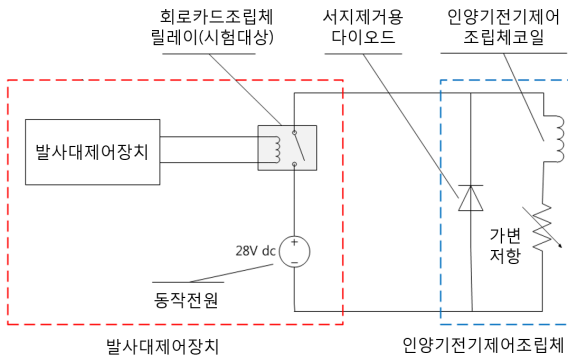 회로카드조립체
릴레이(시험대상)
서지제거용
다이오드
인양기전기제어
조립체코일
발사대제어장치
28V dc
+
−
가변
저항
동작전원
발사대제어장치
인양기전기제어조립체